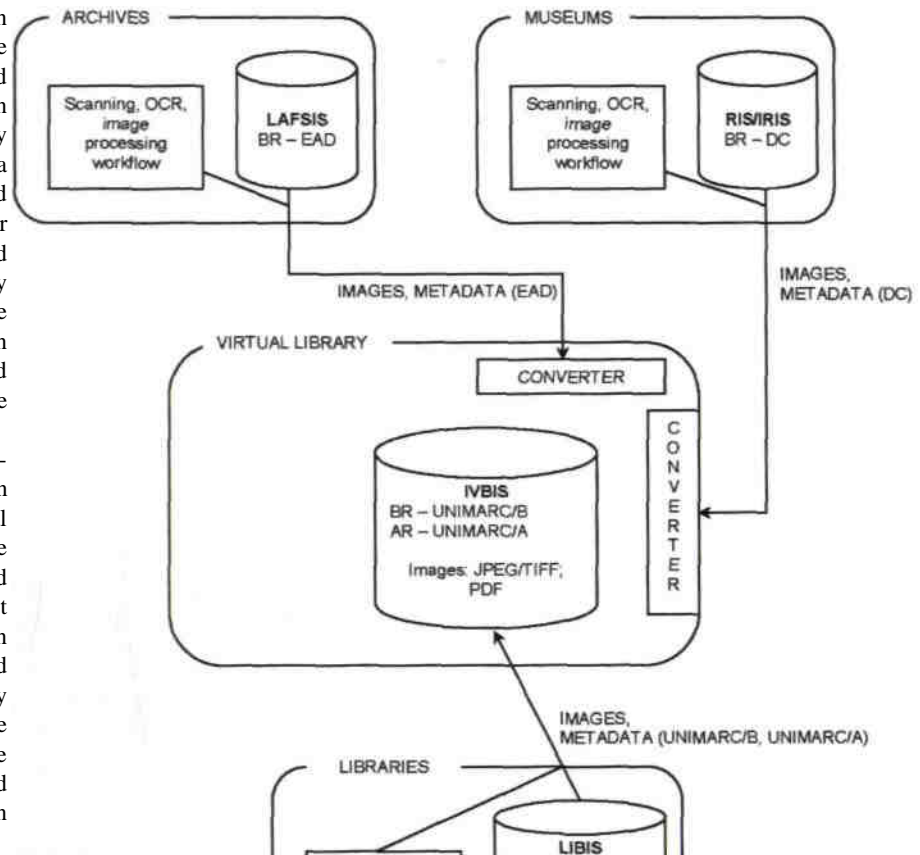 ARCHIVES
Scanning, OCR,
image
processing
workflow
LAFSIS
BR – EAD
MUSEUMS
Scanning, OCR,
image
processing
workflow
RIS/IRIS
BR – DC
IMAGES, METADATA (EAD)
IMAGES,
METADATA (DC)
VIRTUAL LIBRARY
CONVERTER
CONVERTER
IVBIS
BR – UNIMARC/B
AR – UNIMARC/A
Images: JPEG/TIFF;
PDF
IMAGES,
METADATA (UNIMARC/B, UNIMARC/A)
LIBRARIES
LIBIS